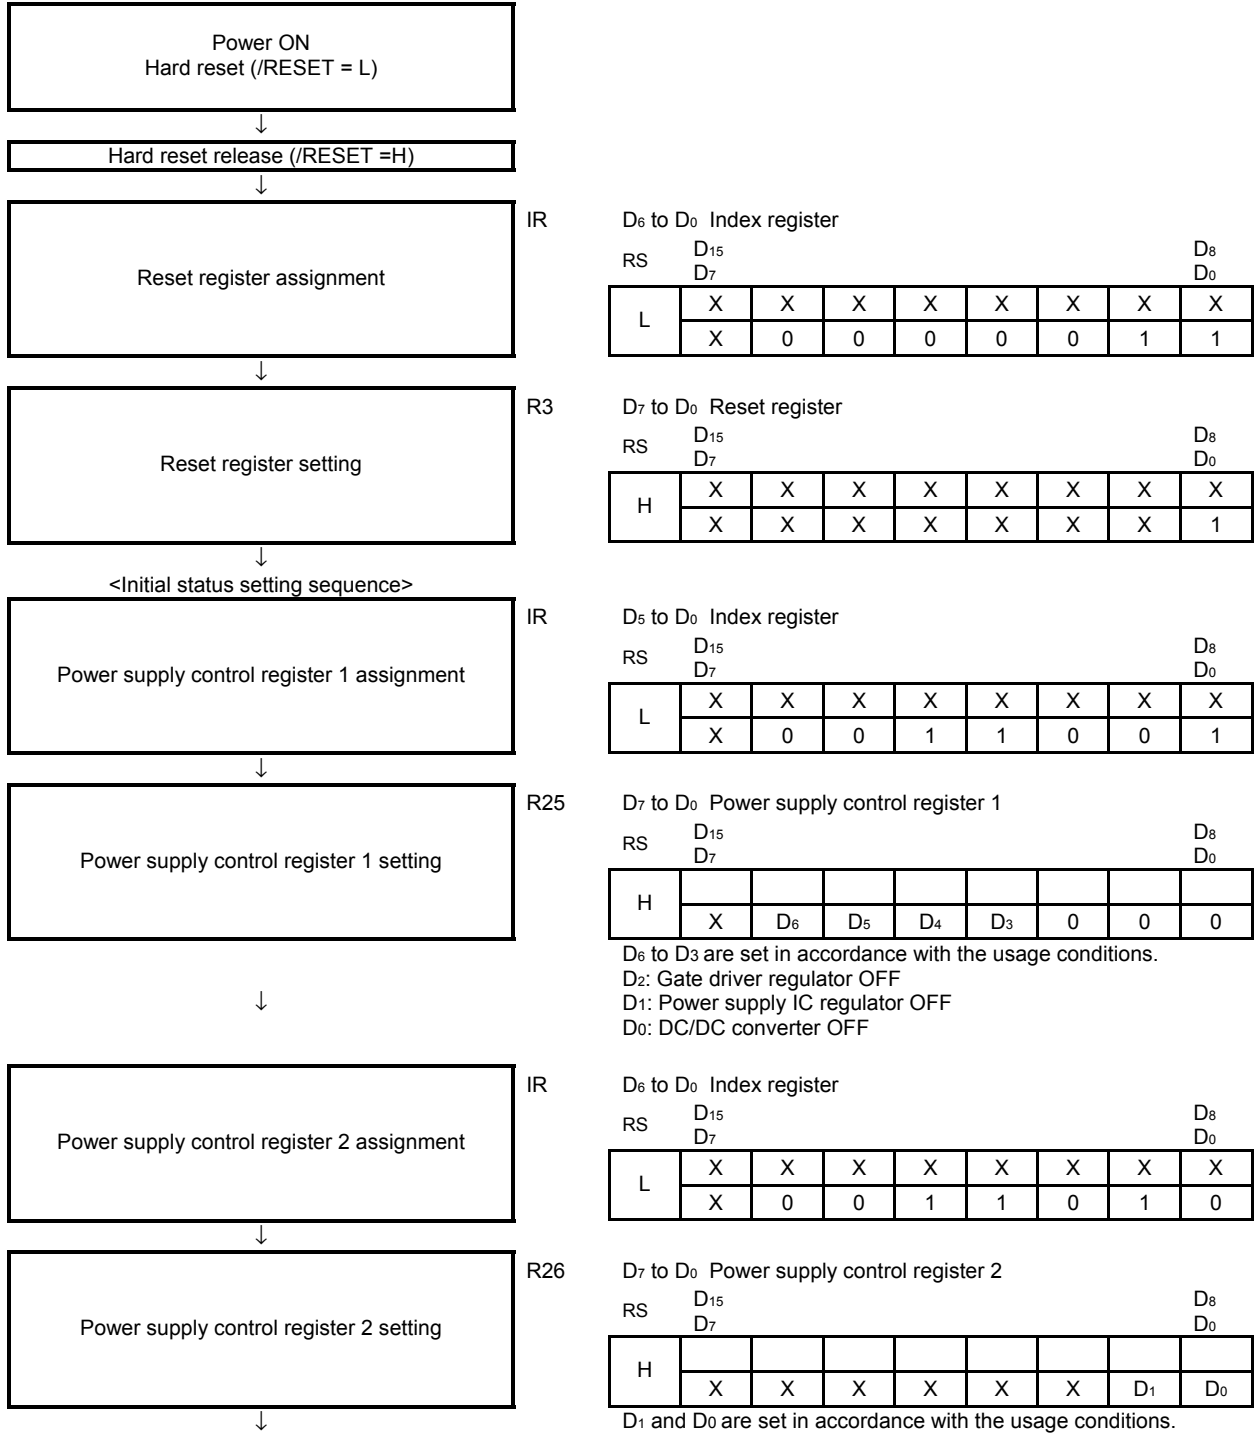 Power ON
Hard reset (/RESET = L)
↓
Hard reset release (/RESET =H)
↓
Reset register assignment
IR D6 to D0 Index register
RS D15 D8
D7 D0
L X X X X X X X X
X 0 0 0 0 0 1 1
↓
Reset register setting
R3 D7 to D0 Reset register
RS D15 D8
D7 D0
H X X X X X X X X
X X X X X X X 1
↓
<Initial status setting sequence>
Power supply control register 1 assignment
IR D5 to D0 Index register
RS D15 D8
D7 D0
L X X X X X X X X
X 0 0 1 1 0 0 1
↓
Power supply control register 1 setting
R25 D7 to D0 Power supply control register 1
RS D15 D8
D7 D0
H
X D6 D5 D4 D3 0 0 0
D6 to D3 are set in accordance with the usage conditions.
D2: Gate driver regulator OFF
D1: Power supply IC regulator OFF
D0: DC/DC converter OFF
↓
Power supply control register 2 assignment
IR D6 to D0 Index register
RS D15 D8
D7 D0
L X X X X X X X X
X 0 0 1 1 0 1 0
↓
Power supply control register 2 setting
R26 D7 to D0 Power supply control register 2
RS D15 D8
D7 D0
H
X X X X X X D1 D0
D1 and D0 are set in accordance with the usage conditions.
↓